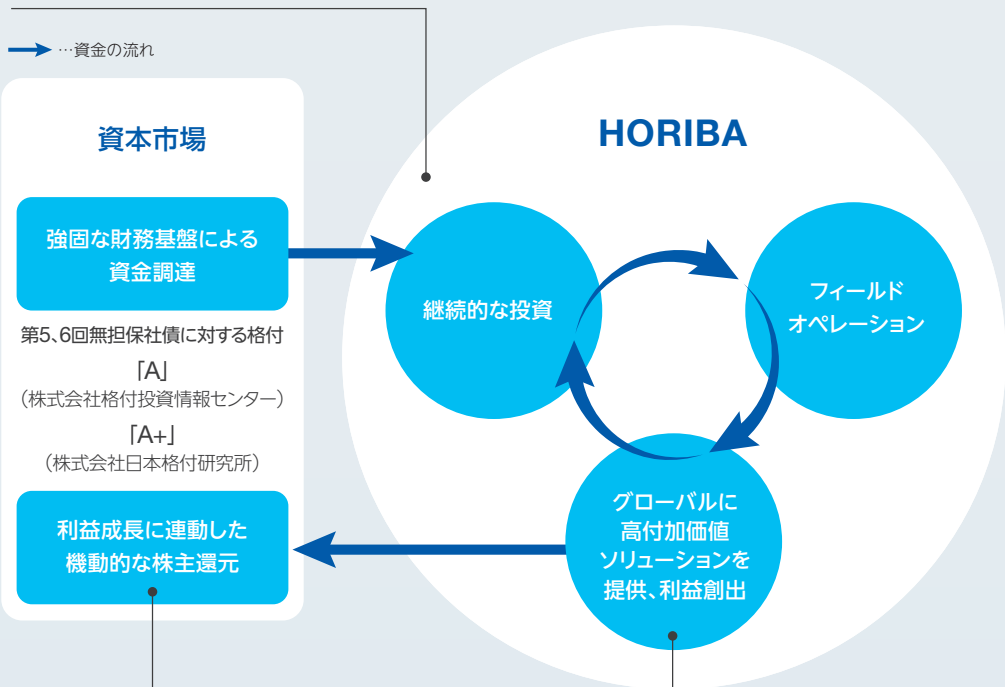 …資金の流れ
資本市場
強固な財務基盤による
資金調達
第5、6回無担保社債に対する格付
「A」
（株式会社格付投資情報センター）
「A+」
（株式会社日本格付研究所）
利益成長に連動した
機動的な株主還元
HORIBA
継続的な投資
フィールド
オペレーション
グローバルに
高付加価値
ソリューションを
提供、利益創出